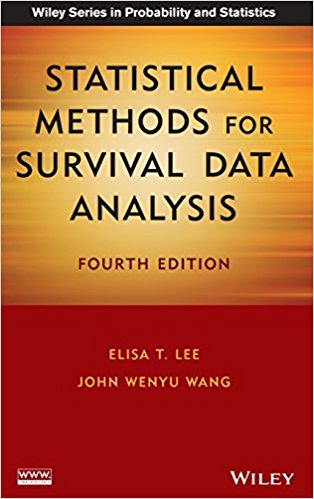 Wiley Series in Probability and Statistics
STATISTICAL
METHODS FOR
SURVIVAL DATA
ANALYSIS
FOURTH EDITION
ELISA T. LEE
JOHN WENYU WANG
www.
WILEY